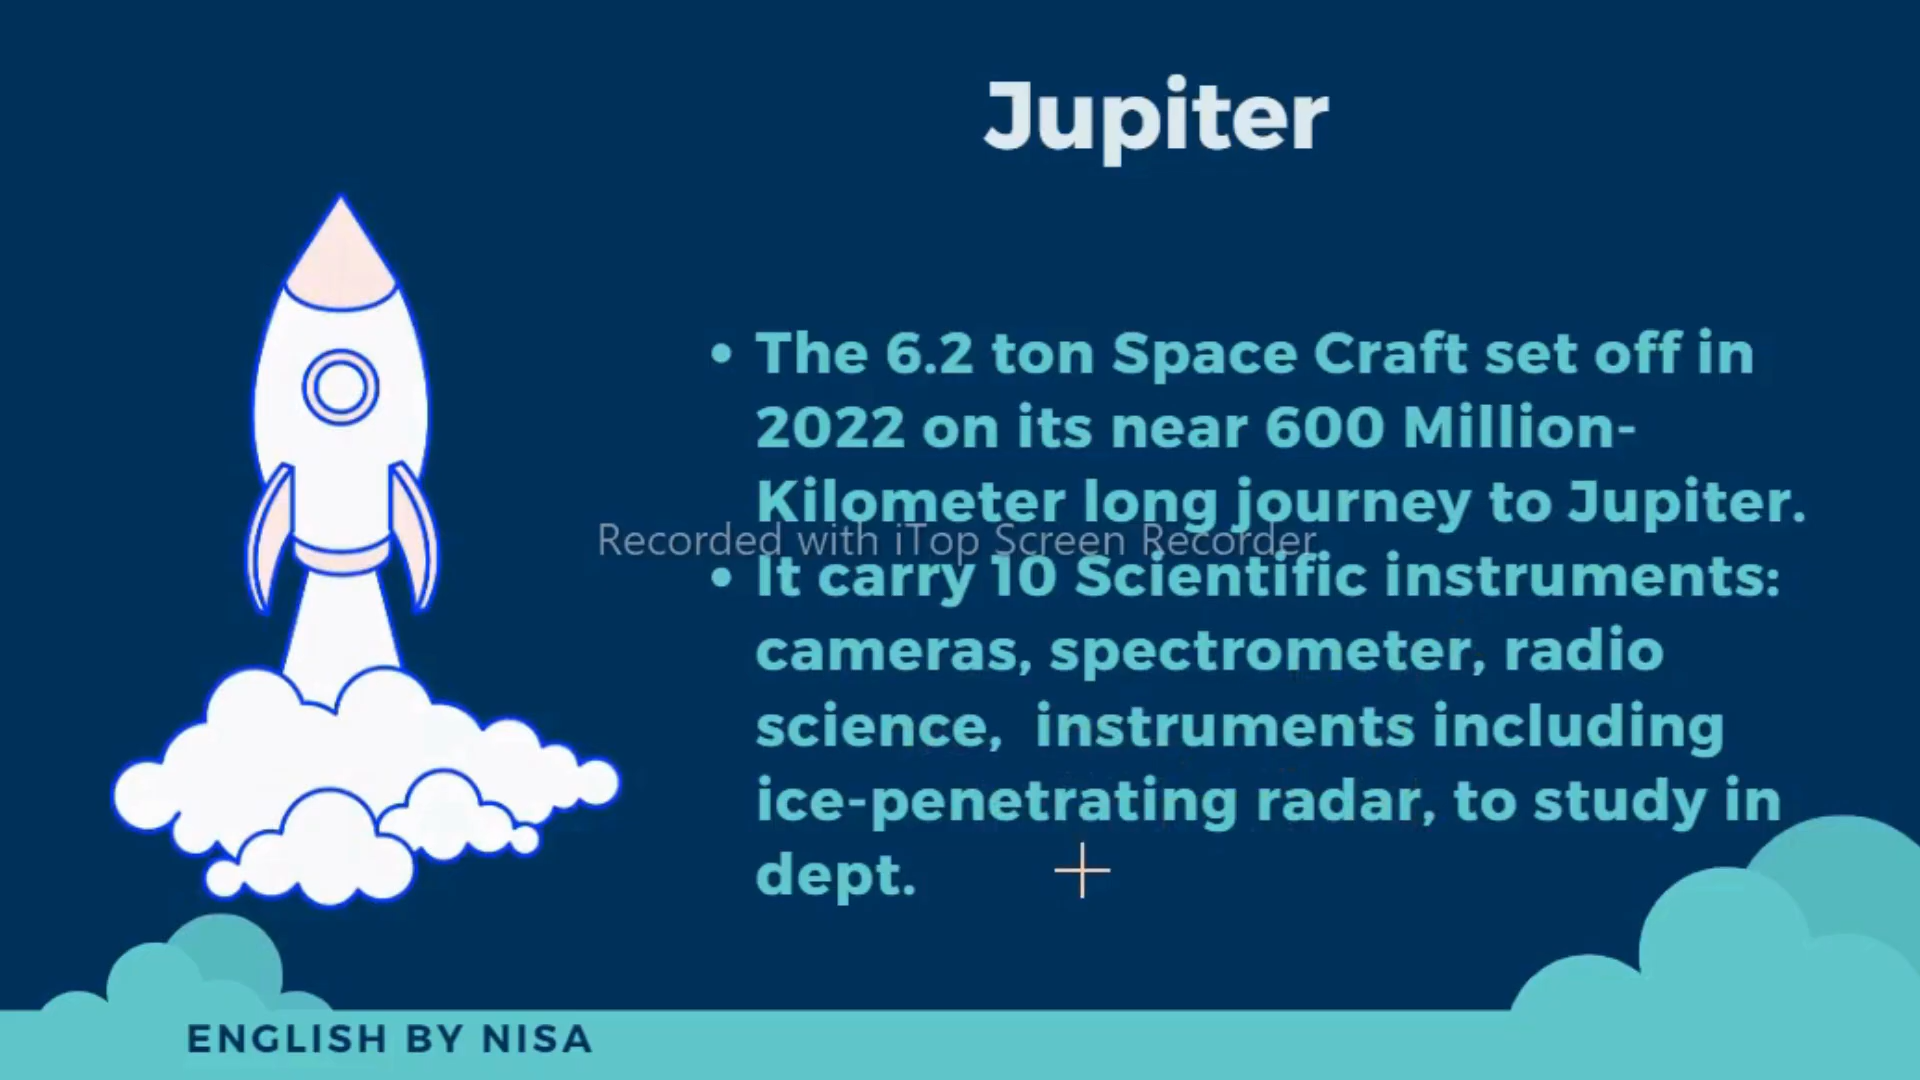 Jupiter
• The 6.2 ton Space Craft set off in
2022 on its near 600 Million-
Kilometer long journey to Jupiter.
Recorded with iTop Screen Recorder
• It carry 10 Scientific instruments:
cameras, spectrometer, radio
science,  instruments including
ice-penetrating radar, to study in
dept.
ENGLISH BY NISA